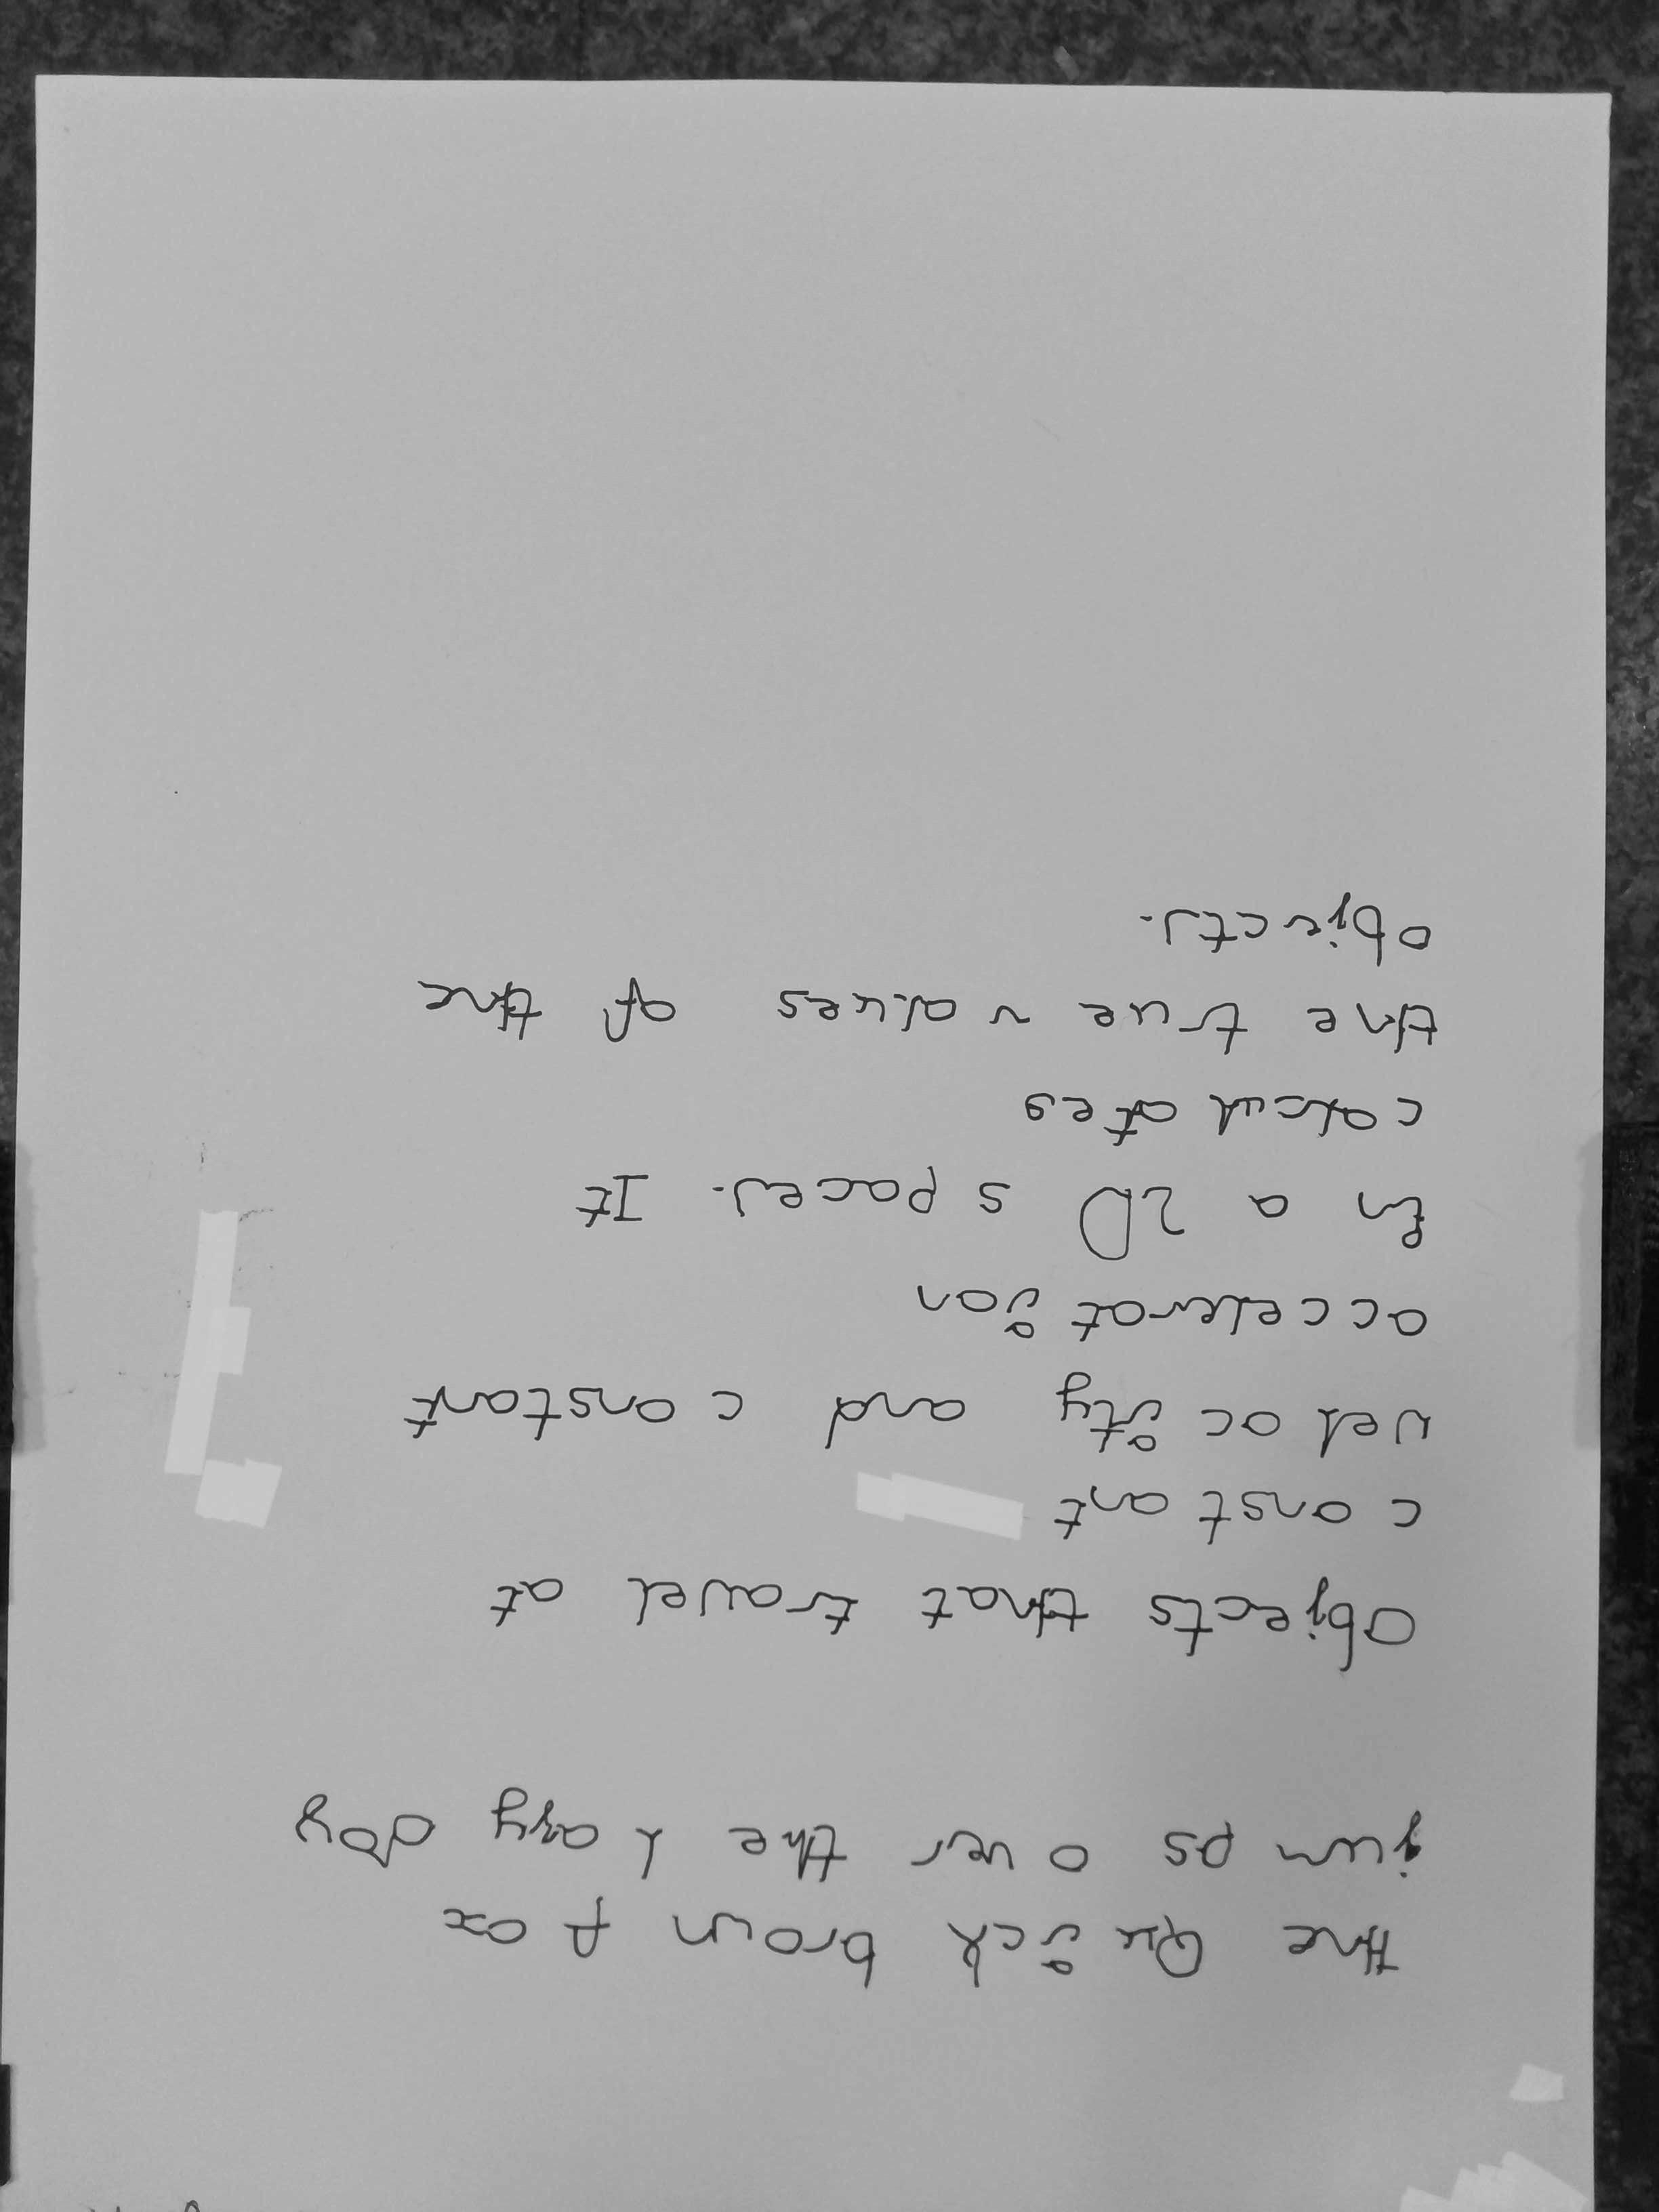 the Quick brown fox
jumps over the lazy dog
objects that travel at
constant
velocity and constant
acceleration
in a 2D spaces. It
calculates
the true values of the
objects.